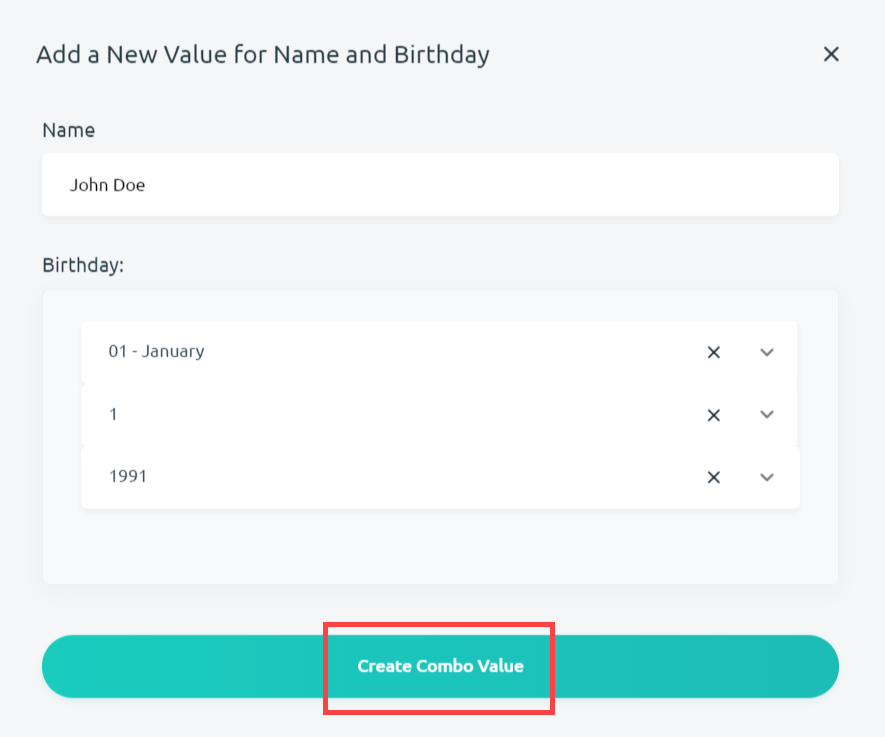 Add a New Value for Name and Birthday
Name
John Doe
Birthday:
01 - January
1
1991
Create Combo Value